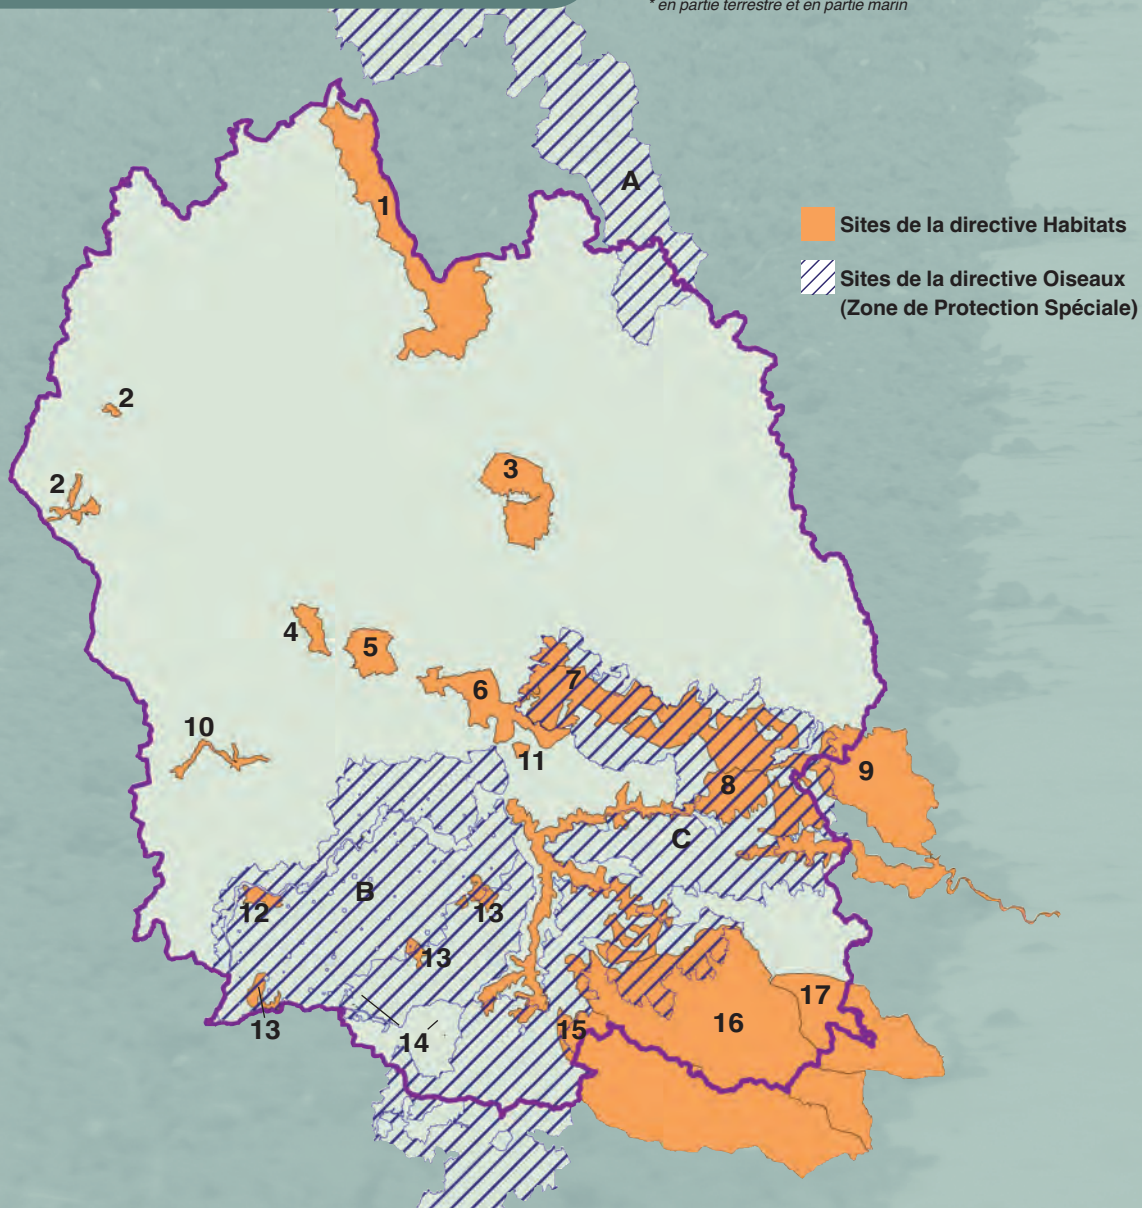 * en partie terrestre et en partie marin
A
1
Sites de la directive Habitats
Sites de la directive Oiseaux
(Zone de Protection Spéciale)
2
2
3
4
5
6
7
10
11
8
9
C
B
12
13
13
13
14
15
16
17